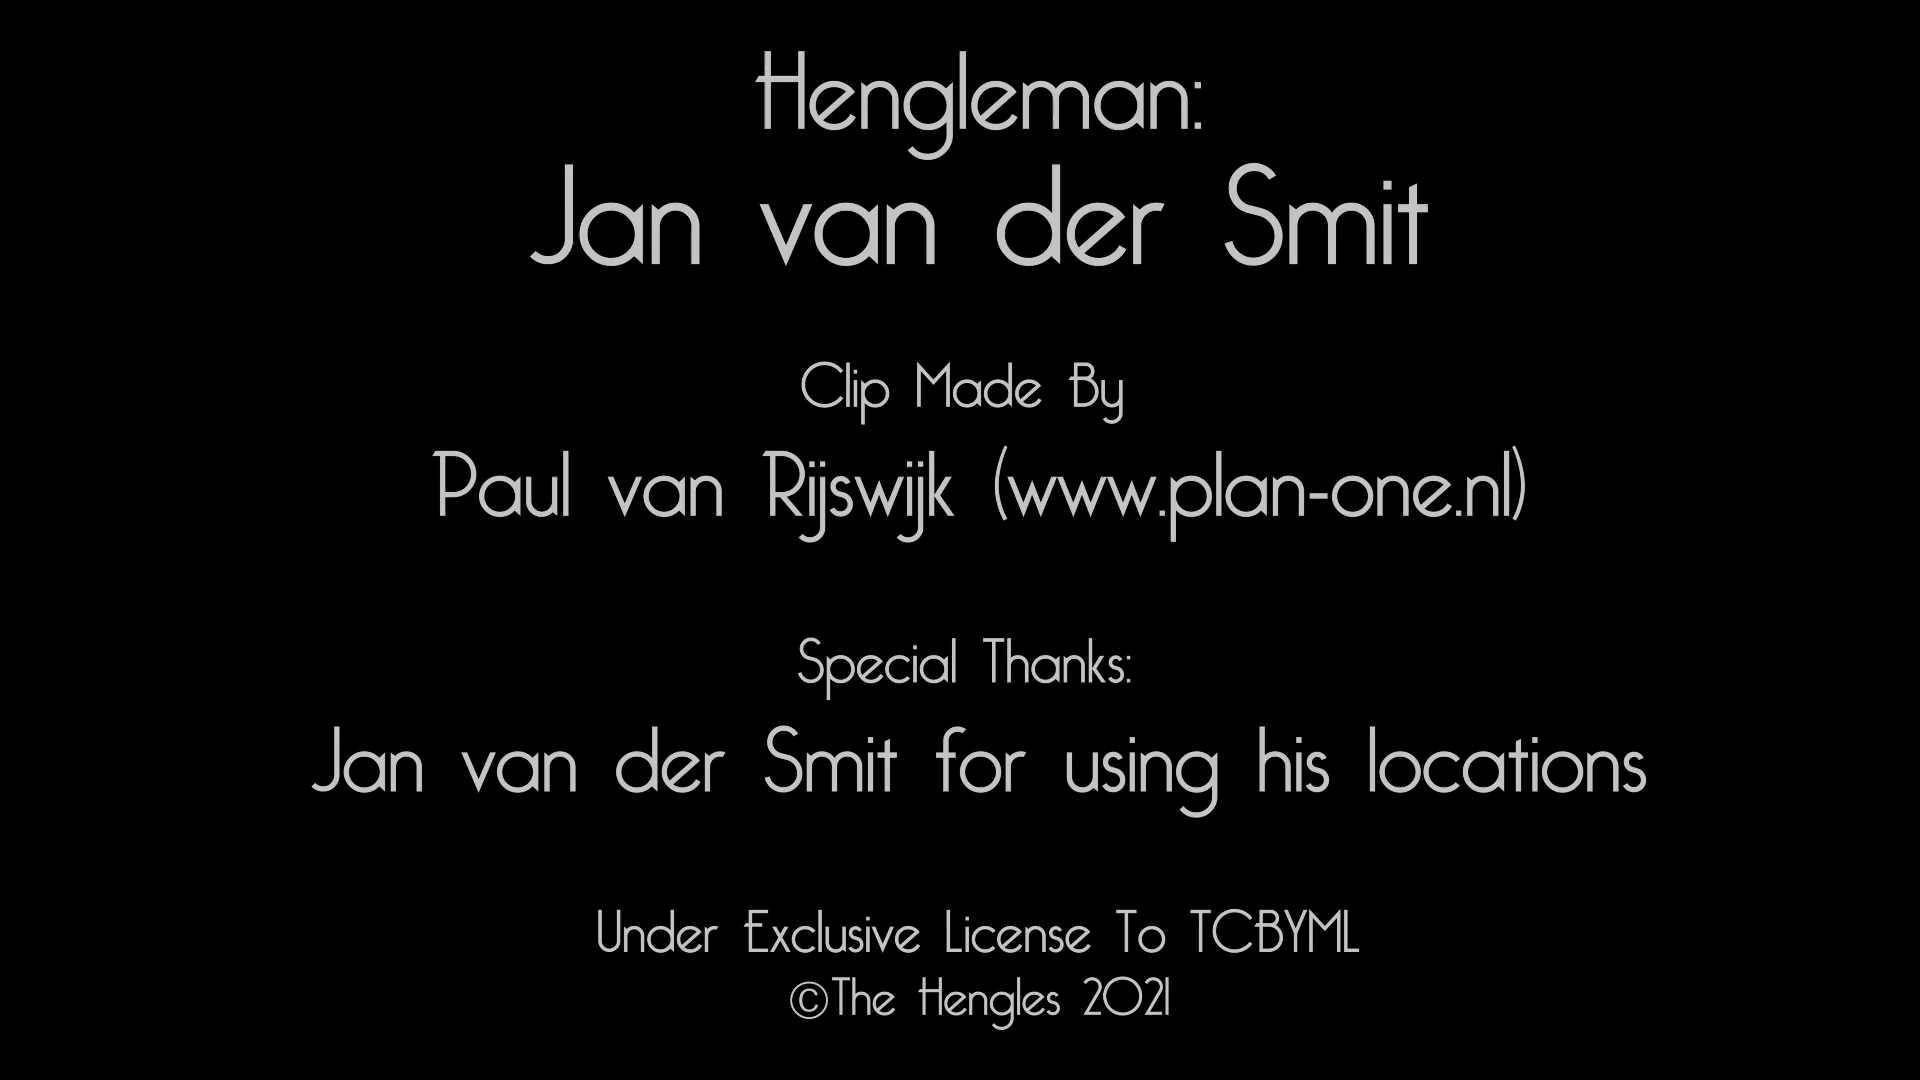 Hengleman:
Jan van der Smit
Clip Made By
Paul van Rijswijk (www.plan-one.nl)
Special Thanks:
Jan van der Smit for using his locations
Under Exclusive License To TCBYML
©The Hengles 2021